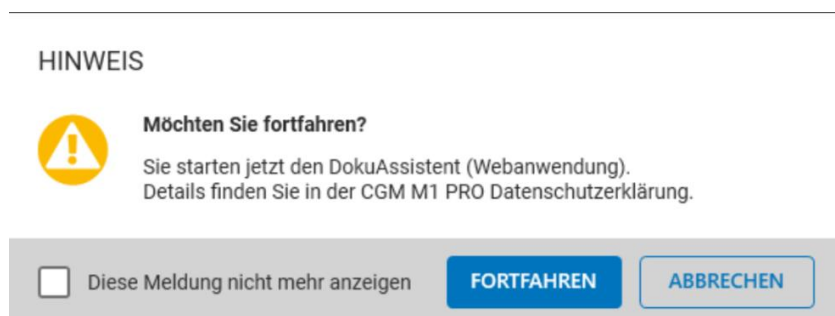 HINWEIS
Möchten Sie fortfahren?
Sie starten jetzt den DokuAssistent (Webanwendung).
Details finden Sie in der CGM M1 PRO Datenschutzerklärung.
Diese Meldung nicht mehr anzeigen
FORTFAHREN
ABBRECHEN